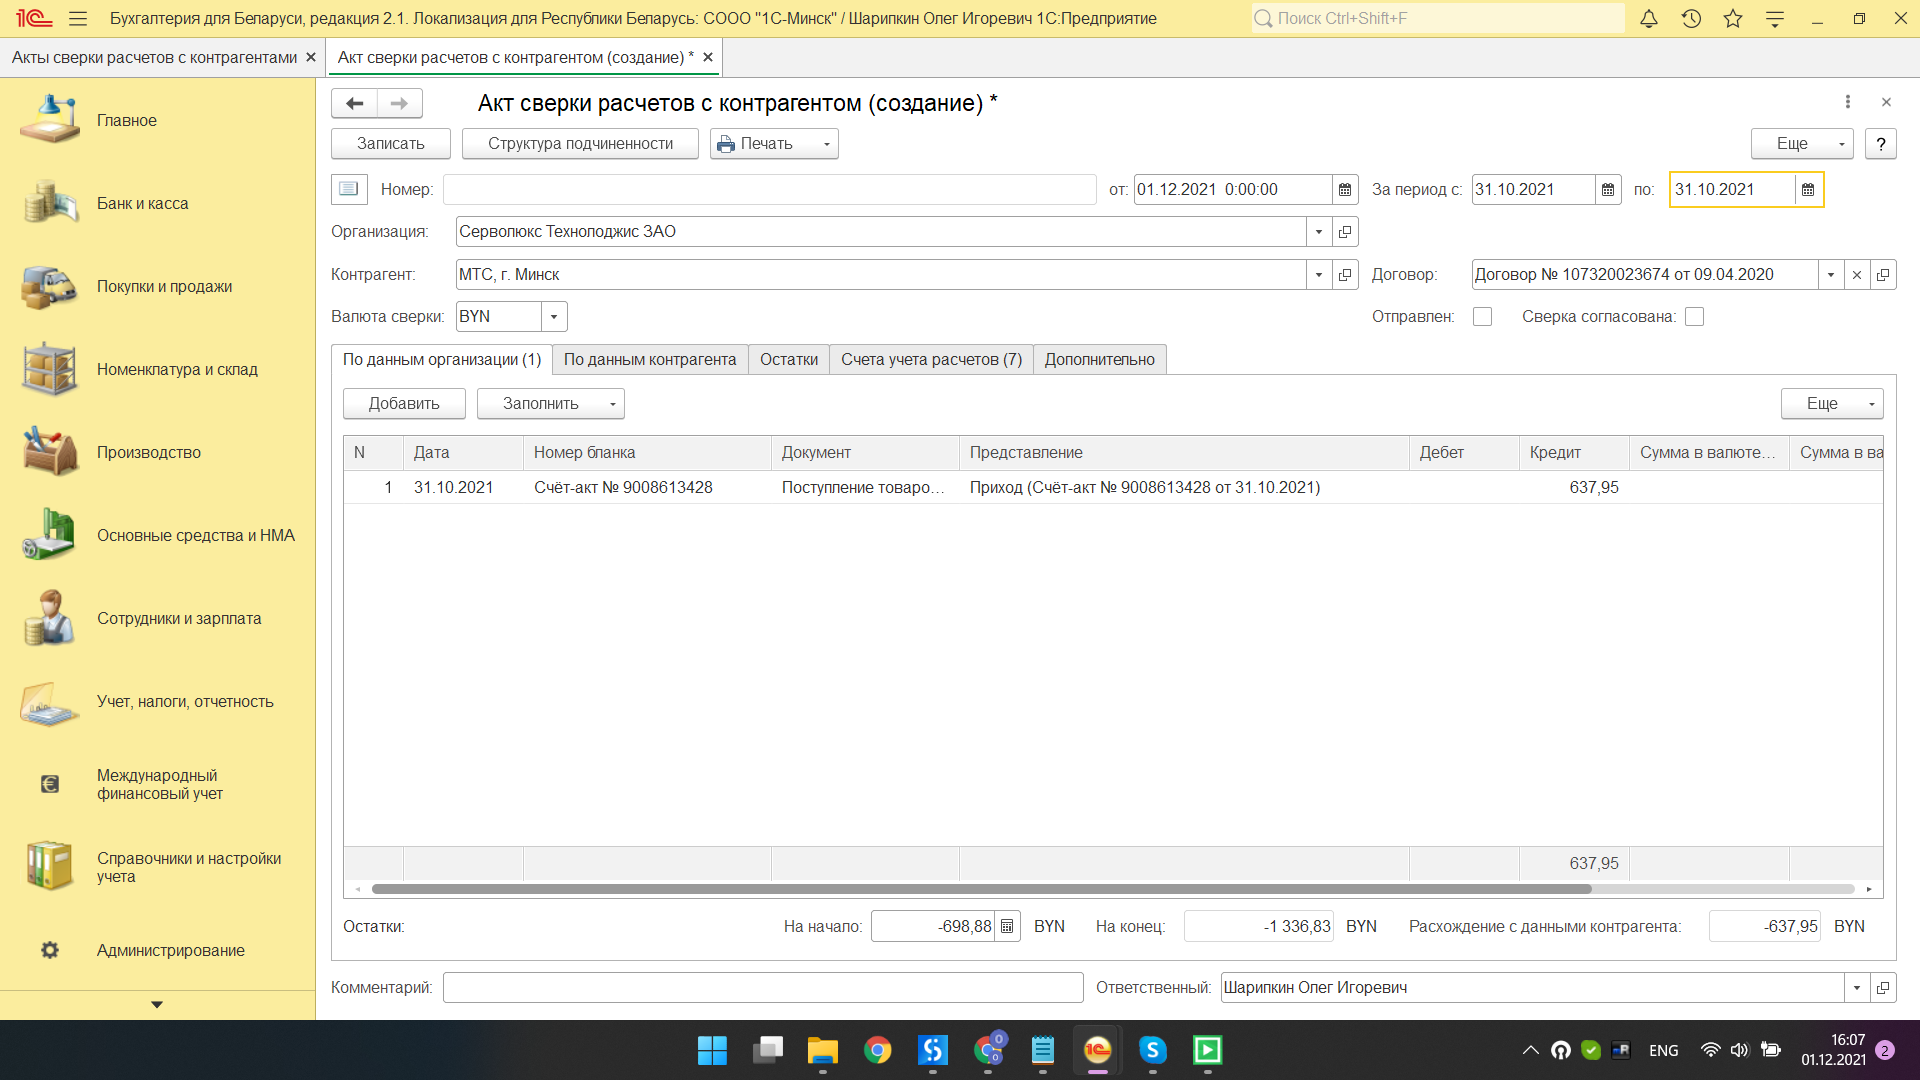 1С Бухгалтерия для Беларуси, редакция 2.1. Локализация для Республики Беларусь: СООО "1С-Минск" / Шарипкин Олег Игоревич 1С:Предприятие Поиск Ctrl+Shift+F
Акты сверки расчетов с контрагентами Акт сверки расчетов с контрагентом (создание) *
Главное
Банк и касса
Покупки и продажи
Номенклатура и склад
Производство
Основные средства и НМА
Сотрудники и зарплата
Учет, налоги, отчетность
Международный
финансовый учет
Справочники и настройки
учета
Администрирование
Акт сверки расчетов с контрагентом (создание) *
Записать Структура подчиненности Печать Еще ?
Номер: от: 01.12.2021 0:00:00 За период с: 31.10.2021 по: 31.10.2021
Организация: Серволюкс Технолоджис ЗАО
Контрагент: МТС, г. Минск Договор: Договор № 107320023674 от 09.04.2020
Валюта сверки: BYN Отправлен: Сверка согласована:
По данным организации (1) По данным контрагента Остатки Счета учета расчетов (7) Дополнительно
Добавить Заполнить Еще
N Дата Номер бланка Документ Представление Дебет Кредит Сумма в валюте... Сумма в ва
1 31.10.2021 Счёт-акт № 9008613428 Поступление товаро... Приход (Счёт-акт № 9008613428 от 31.10.2021) 637,95
637,95
Остатки: На начало: -698,88 BYN На конец: -1 336,83 BYN Расхождение с данными контрагента: -637,95 BYN
Комментарий: Ответственный: Шарипкин Олег Игоревич
ENG 16:07
01.12.2021 2